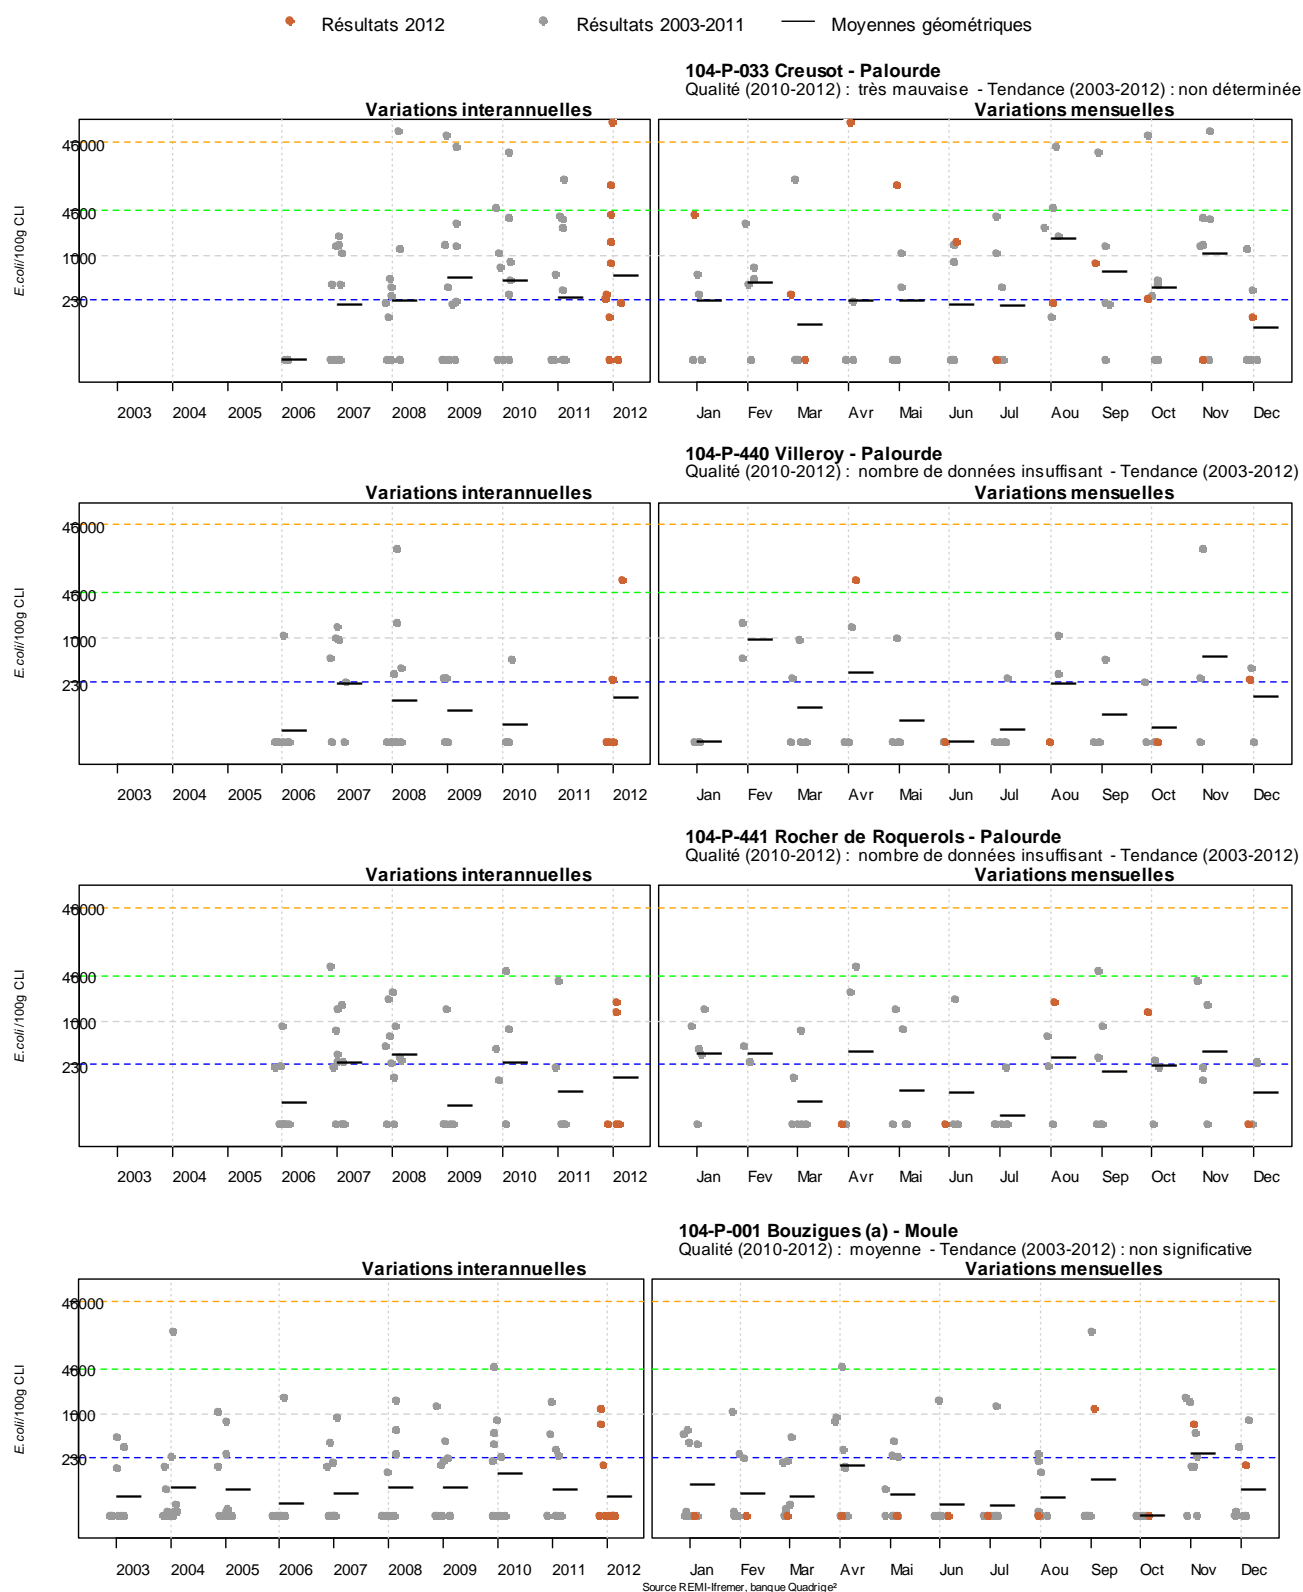 Résultats 2012 Résultats 2003-2011 Moyennes géométriques
104-P-033 Creusot - Palourde
Qualité (2010-2012) : très mauvaise - Tendance (2003-2012) : non déterminée
Variations interannuelles Variations mensuelles
E.coli/100g CLI
46000
4600
1000
230
2003 2004 2005 2006 2007 2008 2009 2010 2011 2012 Jan Fev Mar Avr Mai Jun Jul Aou Sep Oct Nov Dec
104-P-440 Villeroy - Palourde
Qualité (2010-2012) : nombre de données insuffisant - Tendance (2003-2012)
Variations interannuelles Variations mensuelles
E.coli/100g CLI
46000
4600
1000
230
2003 2004 2005 2006 2007 2008 2009 2010 2011 2012 Jan Fev Mar Avr Mai Jun Jul Aou Sep Oct Nov Dec
104-P-441 Rocher de Roquerols - Palourde
Qualité (2010-2012) : nombre de données insuffisant - Tendance (2003-2012)
Variations interannuelles Variations mensuelles
E.coli/100g CLI
46000
4600
1000
230
2003 2004 2005 2006 2007 2008 2009 2010 2011 2012 Jan Fev Mar Avr Mai Jun Jul Aou Sep Oct Nov Dec
104-P-001 Bouzigues (a) - Moule
Qualité (2010-2012) : moyenne - Tendance (2003-2012) : non significative
Variations interannuelles Variations mensuelles
E.coli/100g CLI
46000
4600
1000
230
2003 2004 2005 2006 2007 2008 2009 2010 2011 2012 Jan Fev Mar Avr Mai Jun Jul Aou Sep Oct Nov Dec
Source REMI-Ifremer, banque Quadrige²